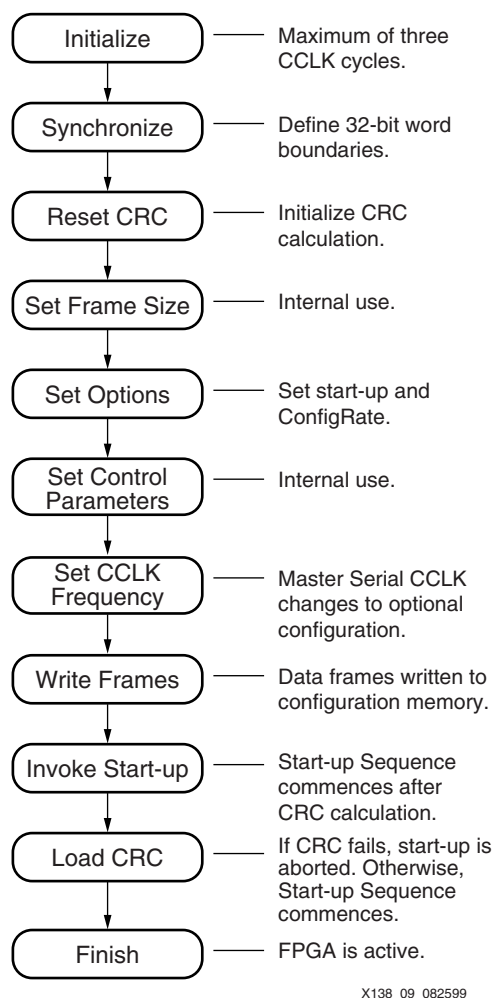 Initialize
Maximum of three
CCLK cycles.
Synchronize
Define 32-bit word
boundaries.
Reset CRC
Initialize CRC
calculation.
Set Frame Size
Internal use.
Set Options
Set start-up and
ConfigRate.
Set Control
Parameters
Internal use.
Set CCLK
Frequency
Master Serial CCLK
changes to optional
configuration.
Write Frames
Data frames written to
configuration memory.
Invoke Start-up
Start-up Sequence
commences after
CRC calculation.
Load CRC
If CRC fails, start-up is
aborted. Otherwise,
Start-up Sequence
commences.
Finish
FPGA is active.
X138_09_082599